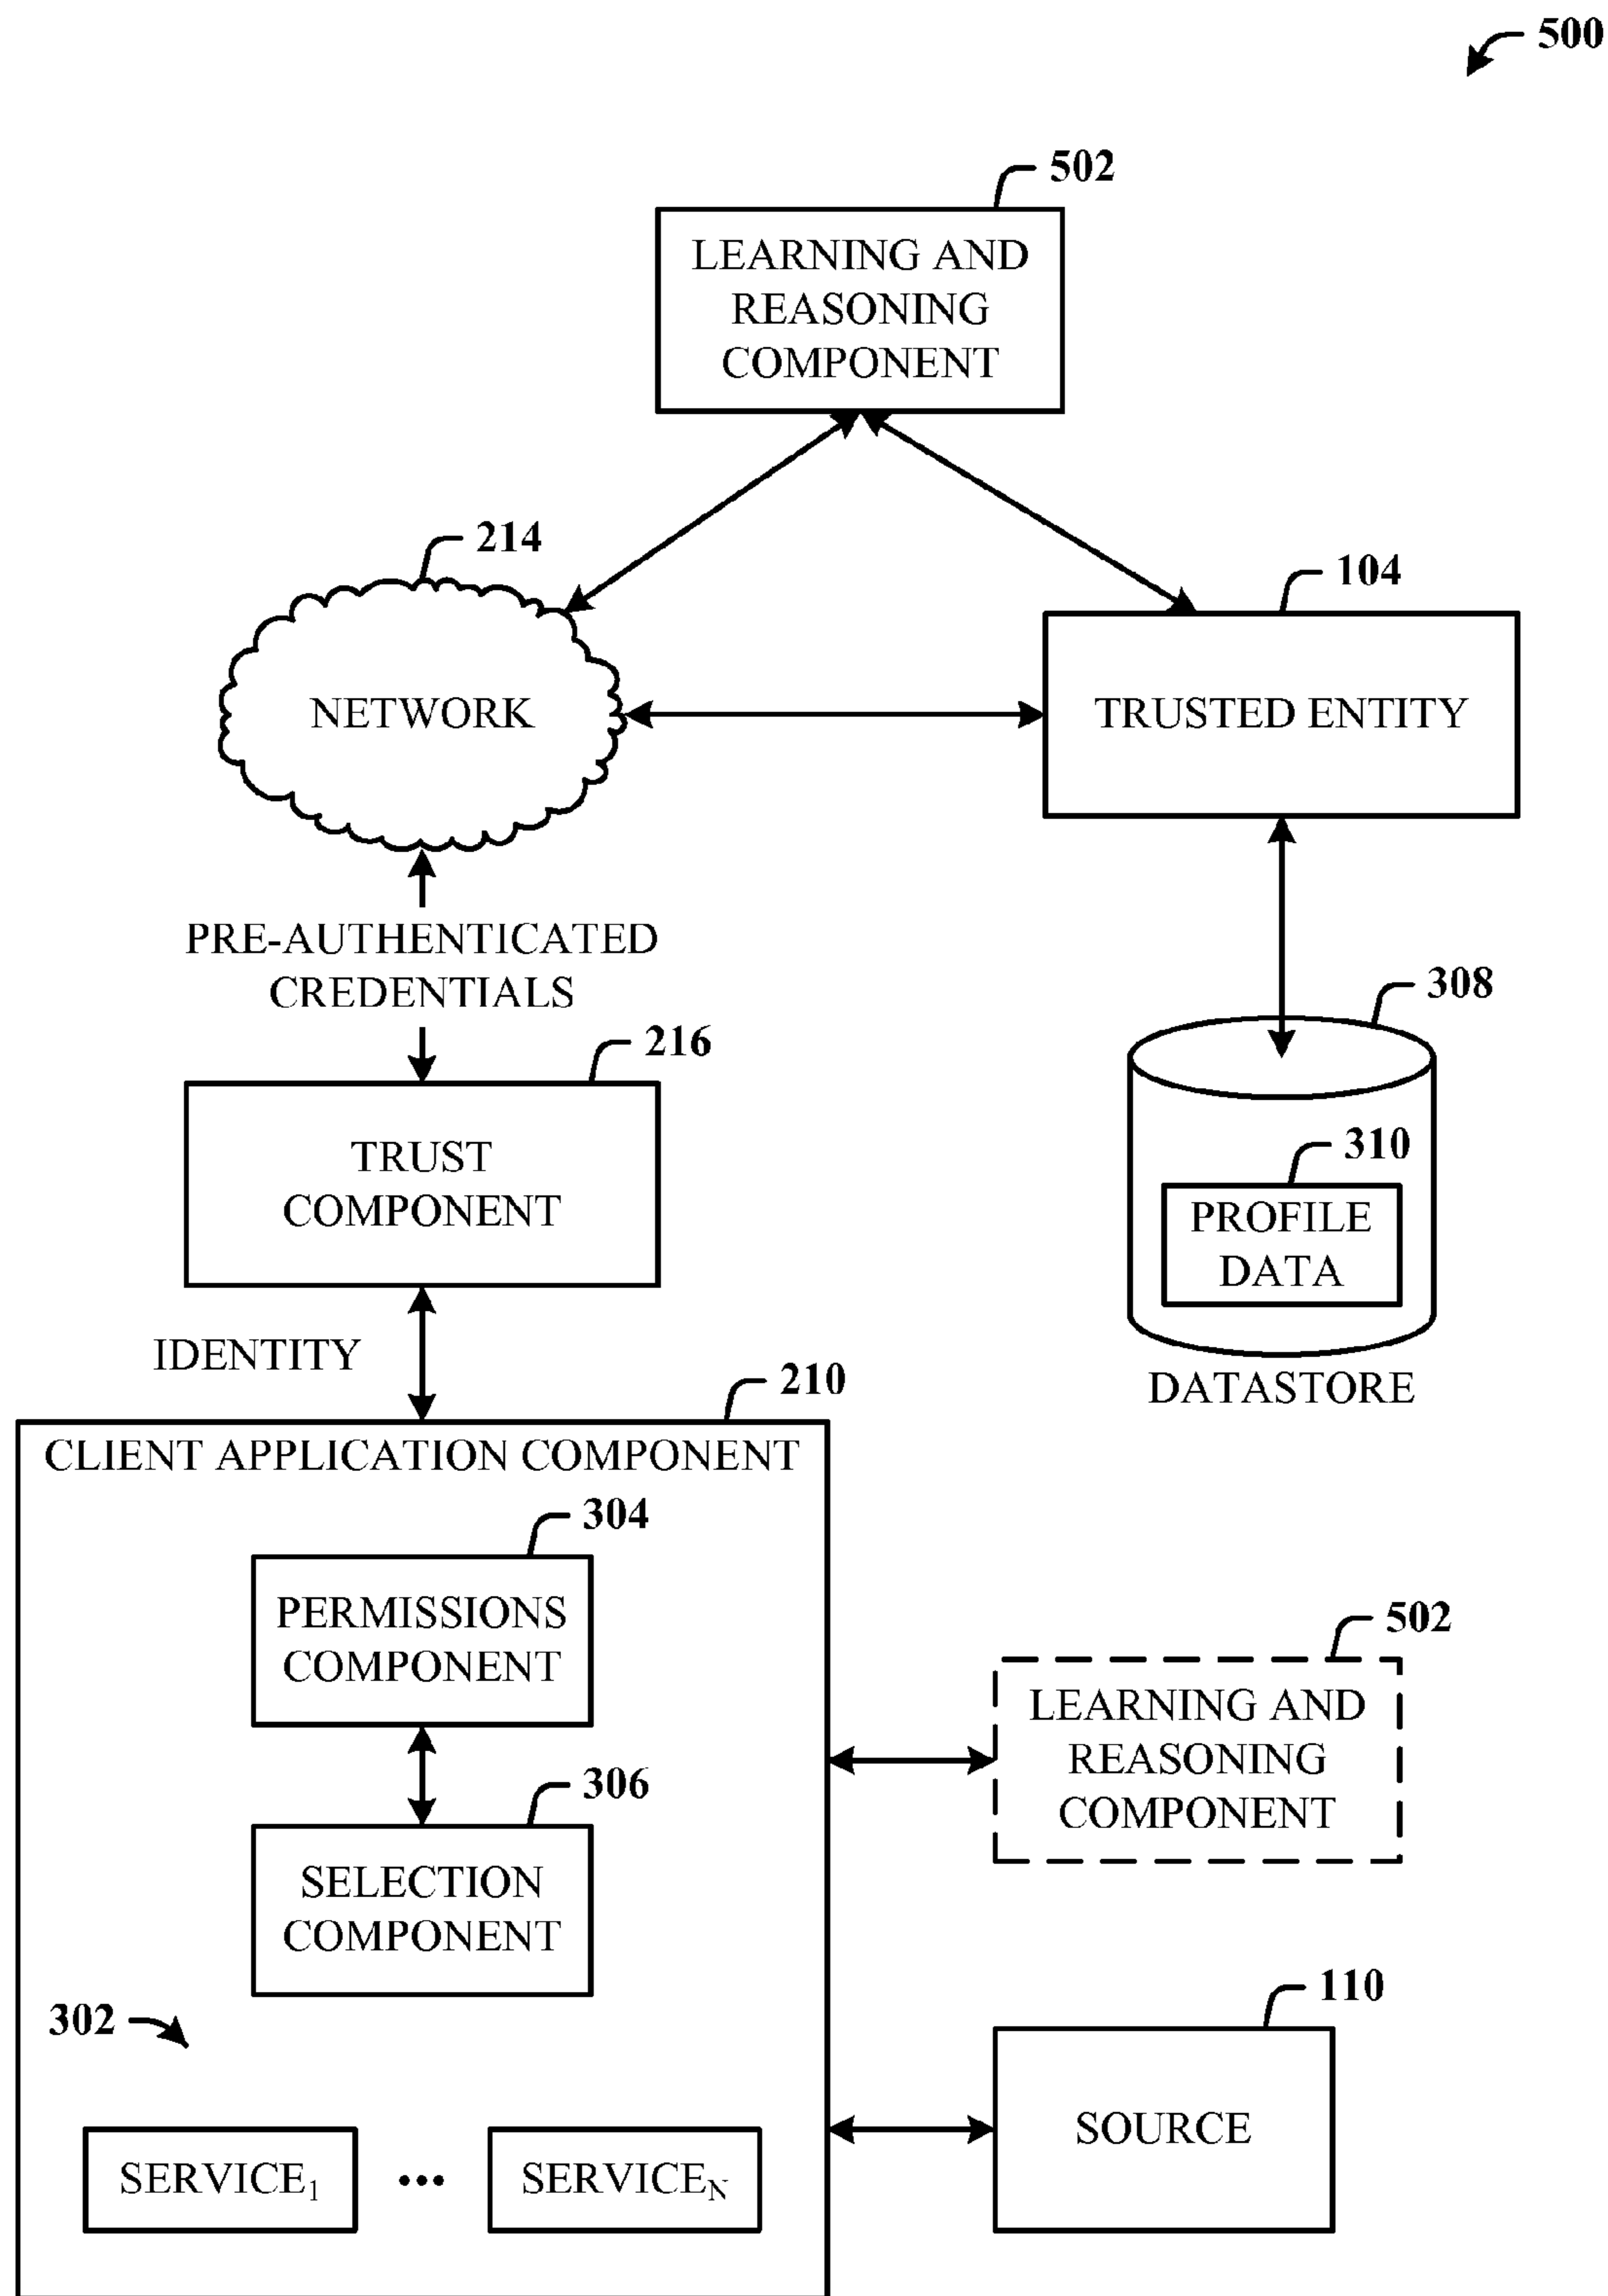 500
502
LEARNING AND
REASONING
COMPONENT
214
NETWORK
104
TRUSTED ENTITY
PRE-AUTHENTICATED
CREDENTIALS
308
216
TRUST
COMPONENT
310
PROFILE
DATA
DATASTORE
IDENTITY
210
CLIENT APPLICATION COMPONENT
304
PERMISSIONS
COMPONENT
306
SELECTION
COMPONENT
502
LEARNING AND
REASONING
COMPONENT
302
110
SOURCE
SERVICE1 ••• SERVICEN